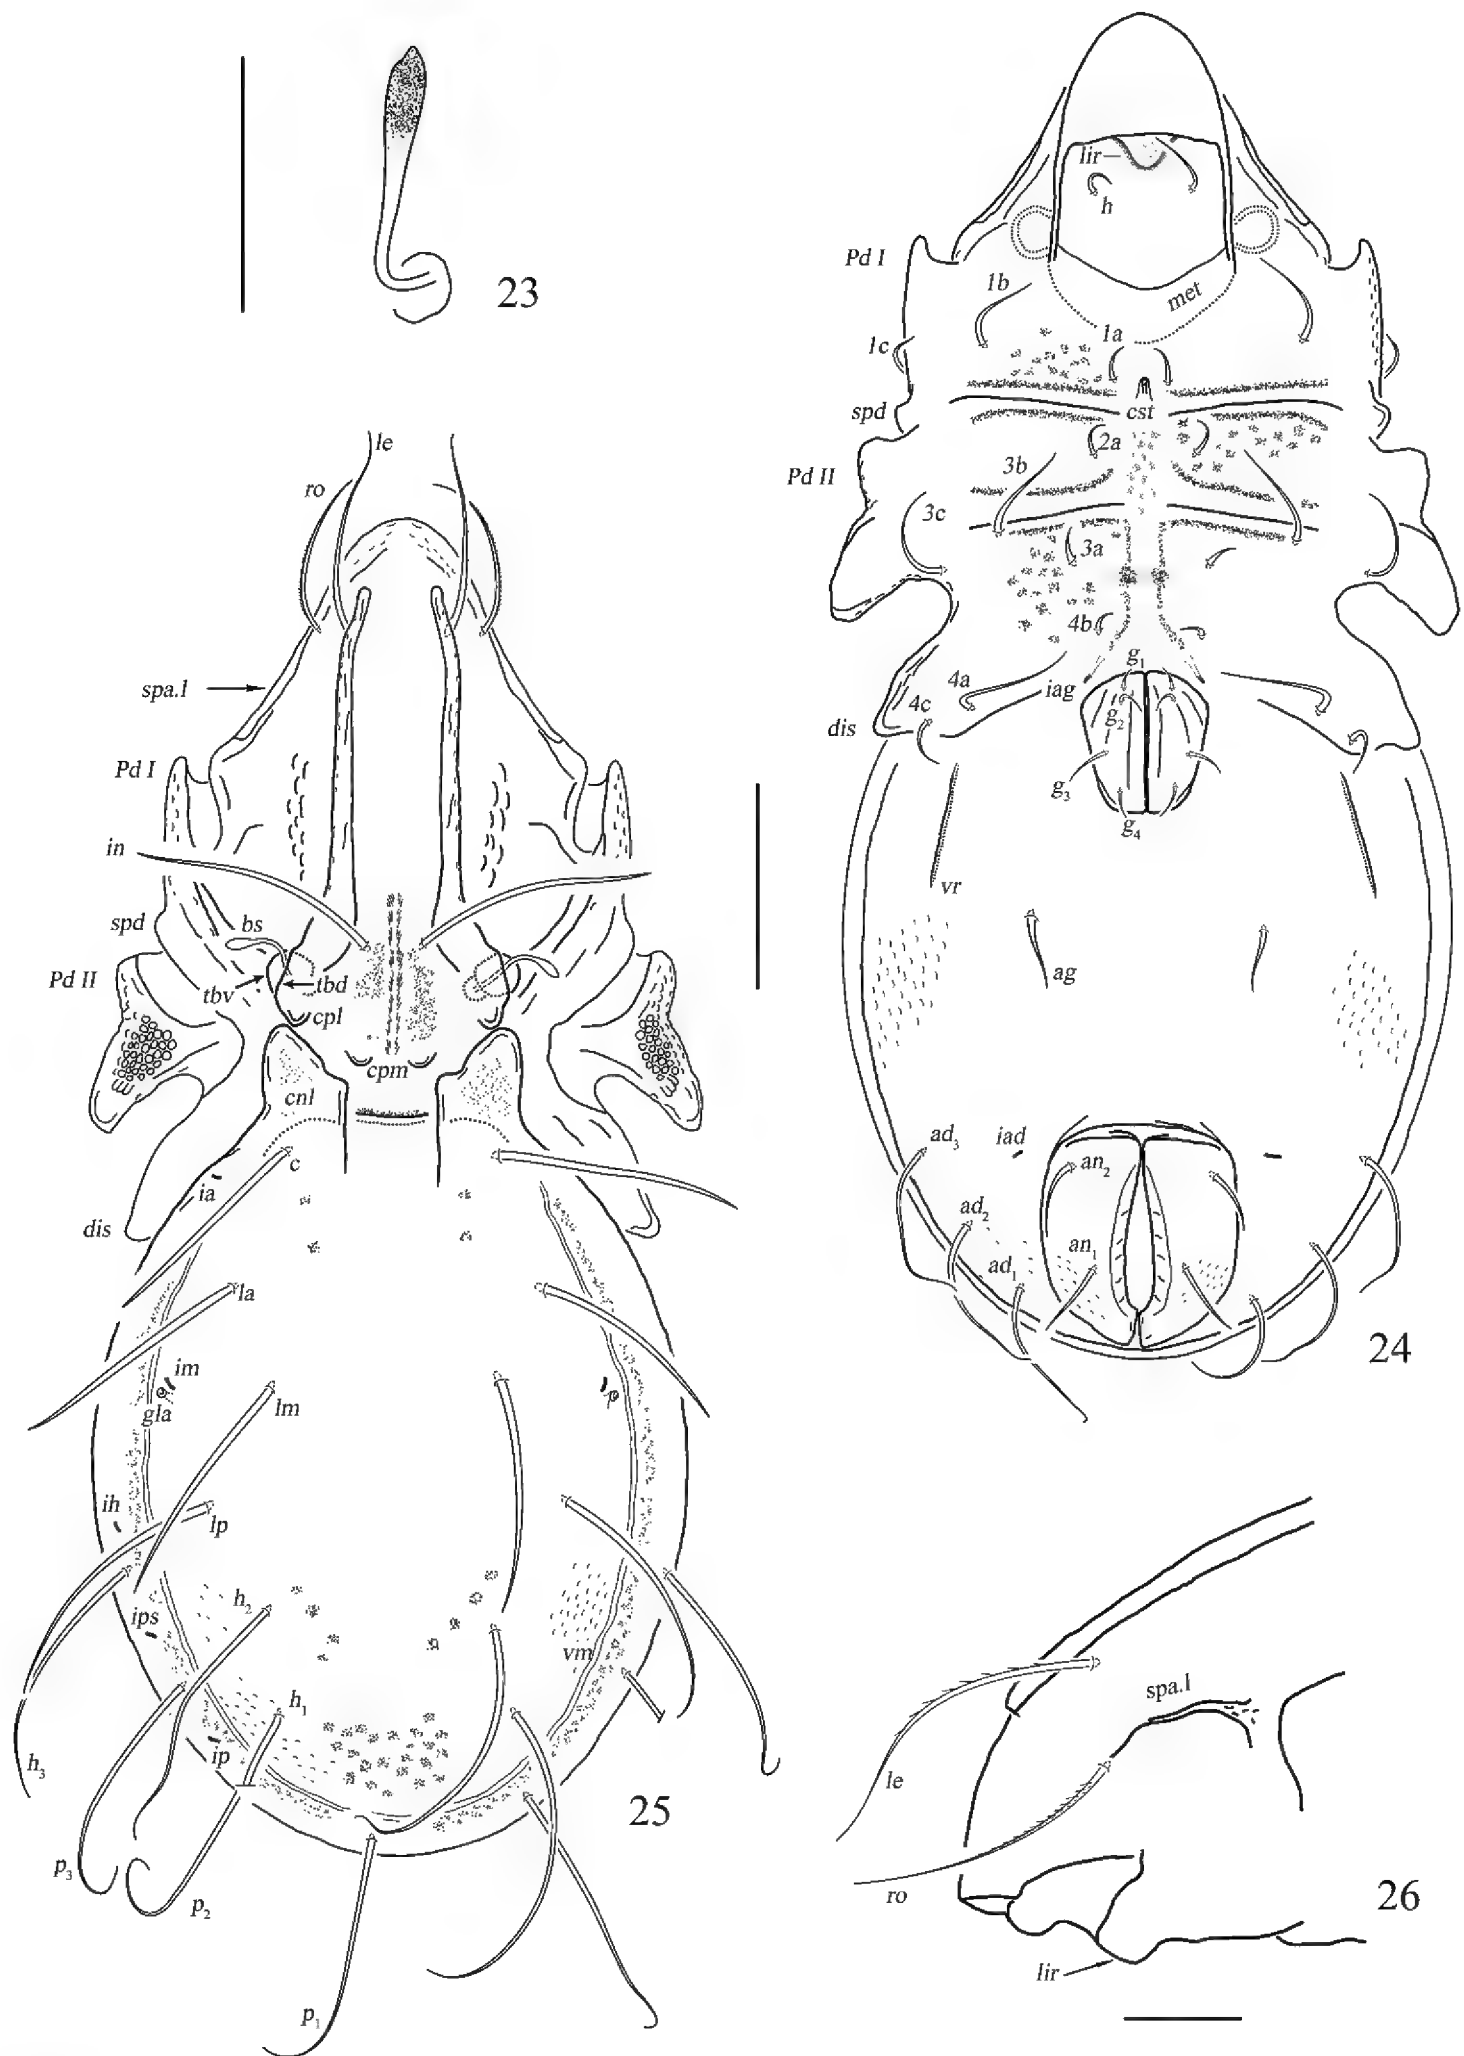 23
lir
h
Pd I
1b
met
1a
1c
cst
spd
2a
3b
Pd II
3c
3a
4b
g1
4a
iag
4c
g2
dis
g3
g4
vr
ag
ad3
iad
an2
ad2
an1
ad1
24
le
ro
spa.l
Pd I
in
spd
bs
Pd II
tbv
tbd
cpl
cpm
cnl
c
ia
dis
la
im
gla
lm
ih
lp
ips
h2
vm
h1
ip
h3
25
p3
p2
p1
spa.l
le
ro
26
lir